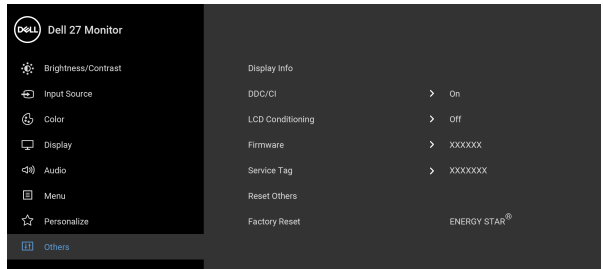 DELL Dell 27 Monitor
Brightness/Contrast
Input Source
Color
Display
Audio
Menu
Personalize
Others
Display Info
DDC/CI > On
LCD Conditioning > Off
Firmware > XXXXXX
Service Tag > XXXXXXX
Reset Others
Factory Reset ENERGY STAR®